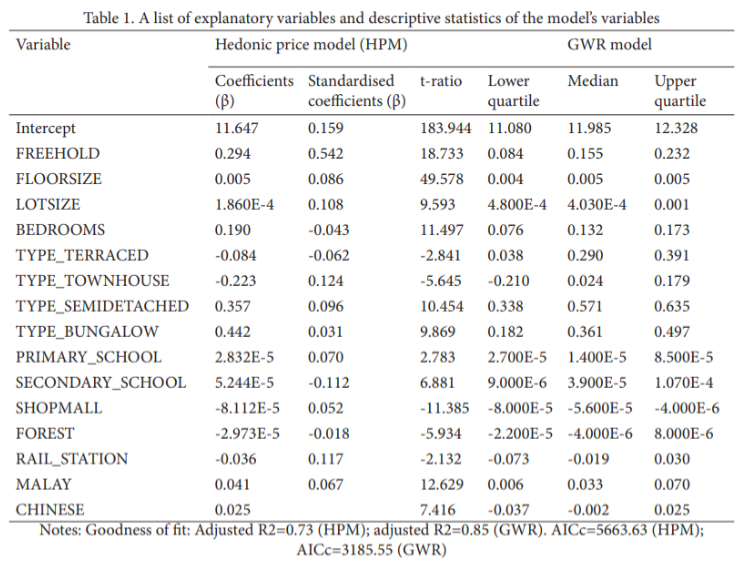 Table 1. A list of explanatory variables and descriptive statistics of the model's variables
Variable Hedonic price model (HPM) GWR model
Coefficients (β) Standardised coefficients (β) t-ratio Lower quartile Median Upper quartile
Intercept 11.647 0.159 183.944 11.080 11.985 12.328
FREEHOLD 0.294 0.542 18.733 0.084 0.155 0.232
FLOORSIZE 0.005 0.086 49.578 0.004 0.005 0.005
LOTSIZE 1.860E-4 0.108 9.593 4.800E-4 4.030E-4 0.001
BEDROOMS 0.190 -0.043 11.497 0.076 0.132 0.173
TYPE_TERRACED -0.084 -0.062 -2.841 0.038 0.290 0.391
TYPE_TOWNHOUSE -0.223 0.124 -5.645 -0.210 0.024 0.179
TYPE_SEMIDETACHED 0.357 0.096 10.454 0.338 0.571 0.635
TYPE_BUNGALOW 0.442 0.031 9.869 0.182 0.361 0.497
PRIMARY_SCHOOL 2.832E-5 0.070 2.783 2.700E-5 1.400E-5 8.500E-5
SECONDARY_SCHOOL 5.244E-5 -0.112 6.881 9.000E-6 3.900E-5 1.070E-4
SHOPMALL -8.112E-5 0.052 -11.385 -8.000E-5 -5.600E-5 -4.000E-6
FOREST -2.973E-5 -0.018 -5.934 -2.200E-5 -4.000E-6 8.000E-6
RAIL_STATION -0.036 0.117 -2.132 -0.073 -0.019 0.030
MALAY 0.041 0.067 12.629 0.006 0.033 0.070
CHINESE 0.025 7.416 -0.037 -0.002 0.025
Notes: Goodness of fit: Adjusted R2=0.73 (HPM); adjusted R2=0.85 (GWR). AICc=5663.63 (HPM);
AICc=3185.55 (GWR)